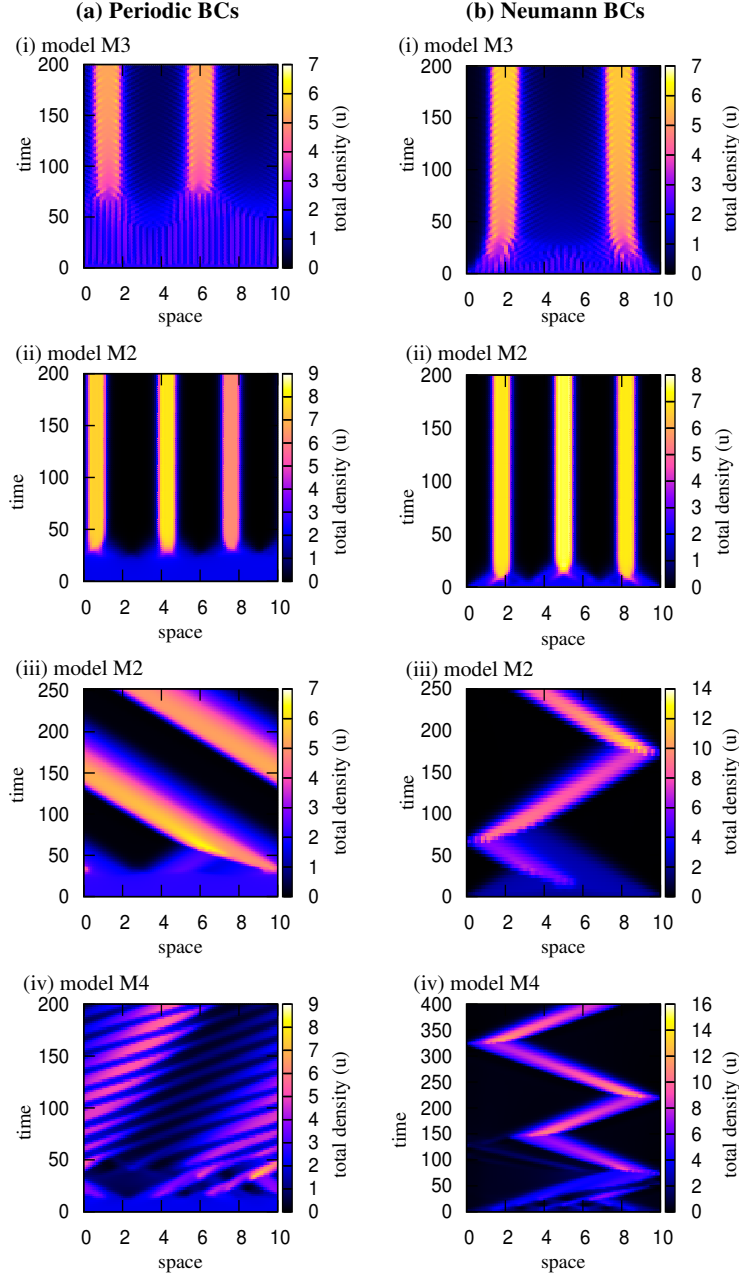 (a) Periodic BCs
(b) Neumann BCs
(i) model M3
200
150
100
50
0
time
0 2 4 6 8 10
space
7
6
5
4
3
2
1
0
total density (u)
(i) model M3
200
150
100
50
0
time
0 2 4 6 8 10
space
7
6
5
4
3
2
1
0
total density (u)
(ii) model M2
200
150
100
50
0
time
0 2 4 6 8 10
space
9
8
7
6
5
4
3
2
1
0
total density (u)
(ii) model M2
200
150
100
50
0
time
0 2 4 6 8 10
space
8
7
6
5
4
3
2
1
0
total density (u)
(iii) model M2
250
200
150
100
50
0
time
0 2 4 6 8 10
space
7
6
5
4
3
2
1
0
total density (u)
(iii) model M2
250
200
150
100
50
0
time
0 2 4 6 8 10
space
14
12
10
8
6
4
2
0
total density (u)
(iv) model M4
200
150
100
50
0
time
0 2 4 6 8 10
space
9
8
7
6
5
4
3
2
1
0
total density (u)
(iv) model M4
400
350
300
250
200
150
100
50
0
time
0 2 4 6 8 10
space
16
14
12
10
8
6
4
2
0
total density (u)